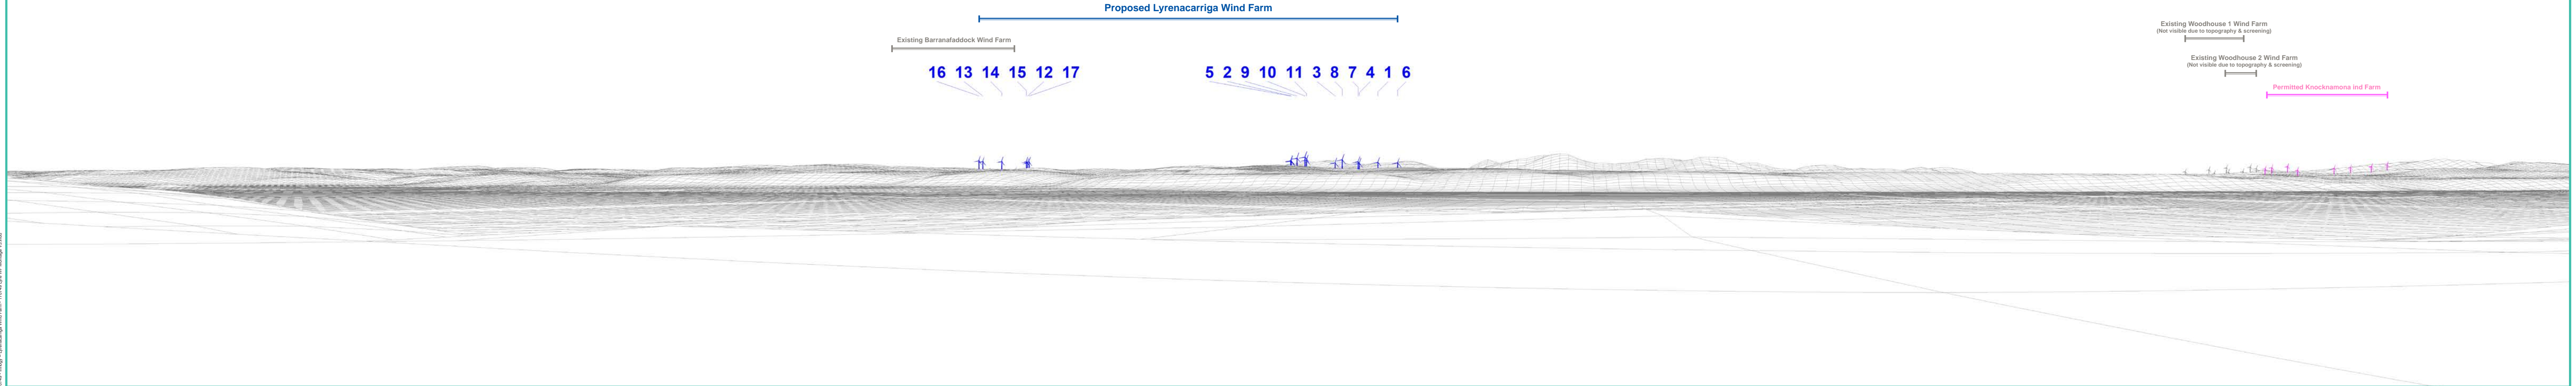 Proposed Lyrenacarriga Wind Farm
Existing Woodhouse 1 Wind Farm
(Not visible due to topography & screening)
Existing Barranafaddock Wind Farm
Existing Woodhouse 2 Wind Farm
(Not visible due to topography & screening)
16 13 14 15 12 17
5 2 9 10 11 3 8 7 4 1 6
Permitted Knocknamona ind Farm